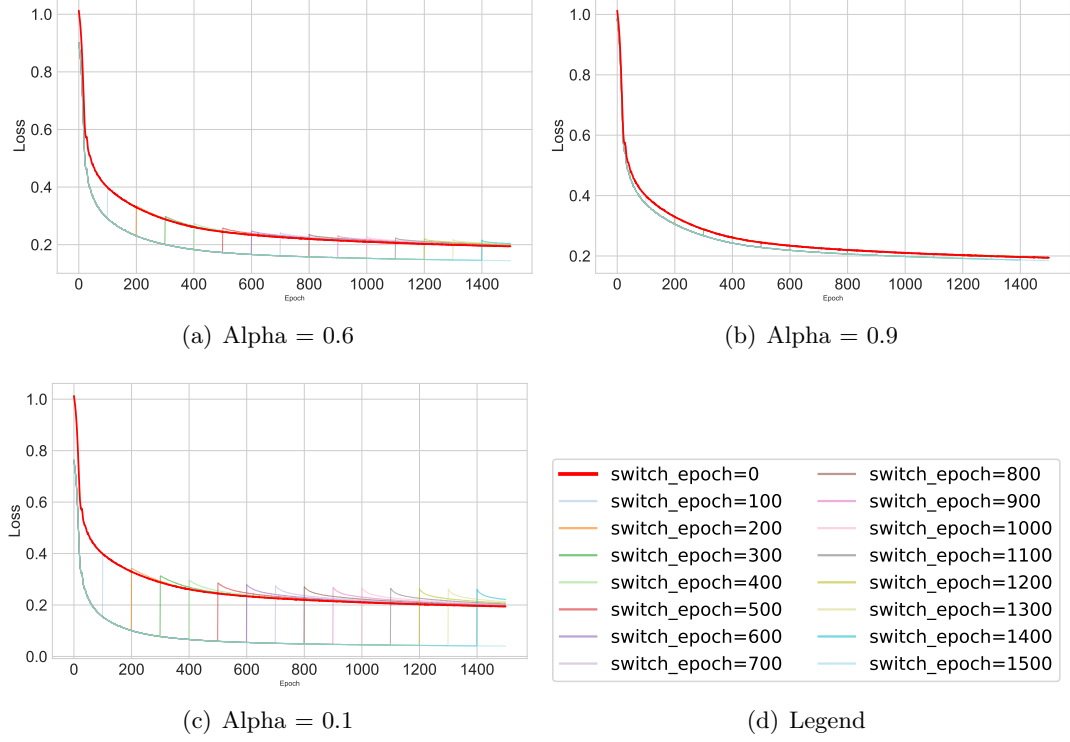 1.0
0.8
0.6
0.4
0.2
Loss
0 200 400 600 800 1000 1200 1400
Epoch
(a) Alpha = 0.6
1.0
0.8
0.6
0.4
0.2
Loss
0 200 400 600 800 1000 1200 1400
Epoch
(b) Alpha = 0.9
1.0
0.8
0.6
0.4
0.2
0.0
Loss
0 200 400 600 800 1000 1200 1400
Epoch
(c) Alpha = 0.1
switch_epoch=0
switch_epoch=100
switch_epoch=200
switch_epoch=300
switch_epoch=400
switch_epoch=500
switch_epoch=600
switch_epoch=700
switch_epoch=800
switch_epoch=900
switch_epoch=1000
switch_epoch=1100
switch_epoch=1200
switch_epoch=1300
switch_epoch=1400
switch_epoch=1500
(d) Legend